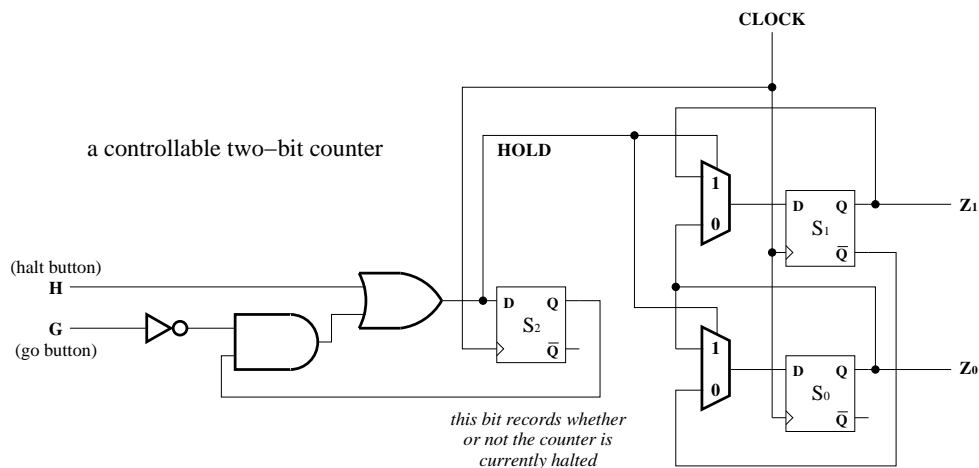 CLOCK
a controllable two−bit counter
HOLD
1
0
D Q
S1
Q
Z1
(halt button)
H
G
(go button)
D Q
S2
Q
1
0
D Q
S0
Q
Z0
this bit records whether
or not the counter is
currently halted